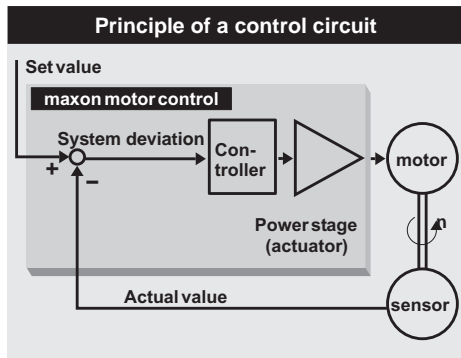 Principle of a control circuit
Set value
maxon motor control
System deviation
+
−
Con-
troller
motor
Power stage
(actuator)
n
Actual value
sensor